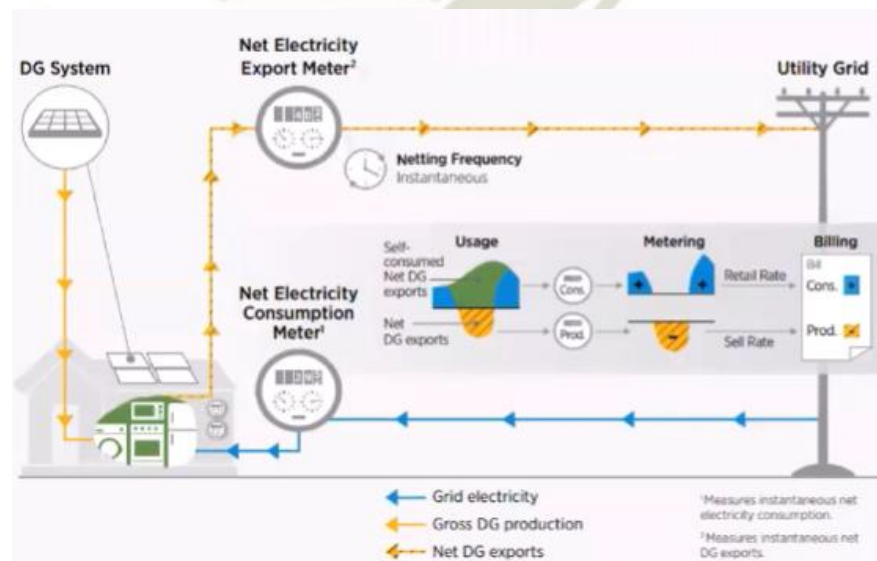 DG System
Net Electricity
Export Meter²
Utility Grid
Netting Frequency
Instantaneous
Self-
consumed
Net DG
exports
Net
DG exports
Usage
Cons.
Prod.
Metering
Retail Rate
Sell Rate
Billing
Bill
Cons.
Prod.
Net Electricity
Consumption
Meter¹
Grid electricity
Gross DG production
Net DG exports
¹Measures instantaneous net
electricity consumption.
²Measures instantaneous net
DG exports.